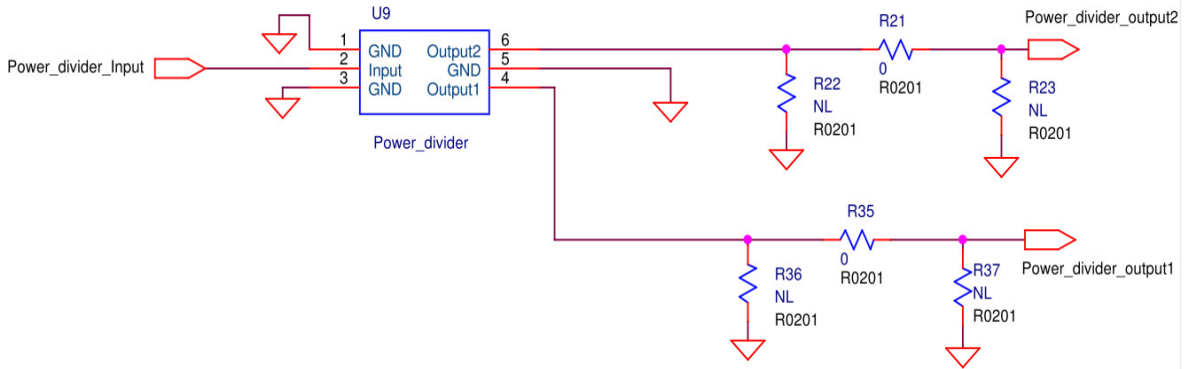 U9
Power_divider_Input
1
2
3
GND
Input
GND
Output2
GND
Output1
6
5
4
Power_divider
R21
0
R0201
Power_divider_output2
R22
NL
R0201
R23
NL
R0201
R35
0
R0201
Power_divider_output1
R36
NL
R0201
R37
NL
R0201